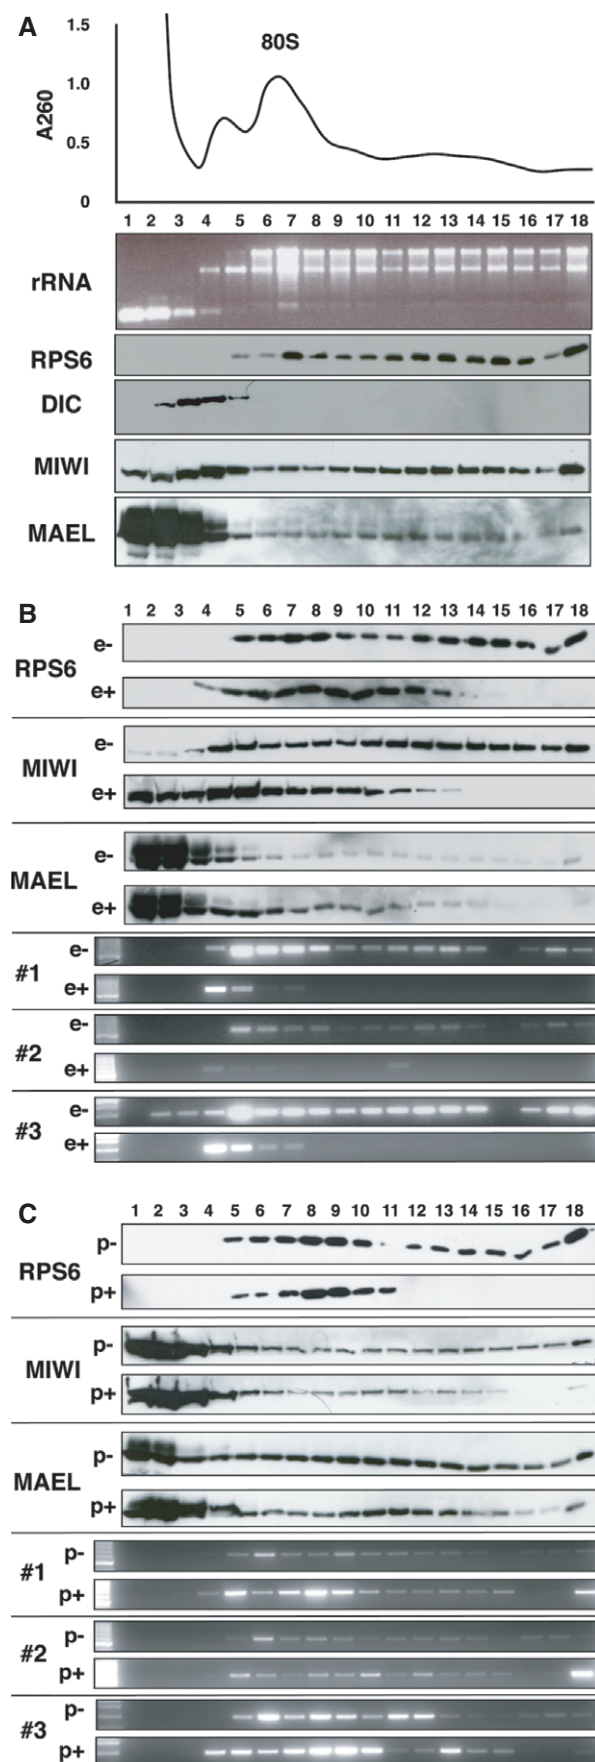 A
1.5
80S
1.0
A260
0.5
0
1 2 3 4 5 6 7 8 9 10 11 12 13 14 15 16 17 18
rRNA
RPS6
DIC
MIWI
MAEL
B
1 2 3 4 5 6 7 8 9 10 11 12 13 14 15 16 17 18
e-
RPS6
e+
e-
MIWI
e+
e-
MAEL
e+
e-
#1
e+
e-
#2
e+
e-
#3
e+
C
1 2 3 4 5 6 7 8 9 10 11 12 13 14 15 16 17 18
p-
RPS6
p+
p-
MIWI
p+
p-
MAEL
p+
p-
#1
p+
p-
#2
p+
p-
#3
p+